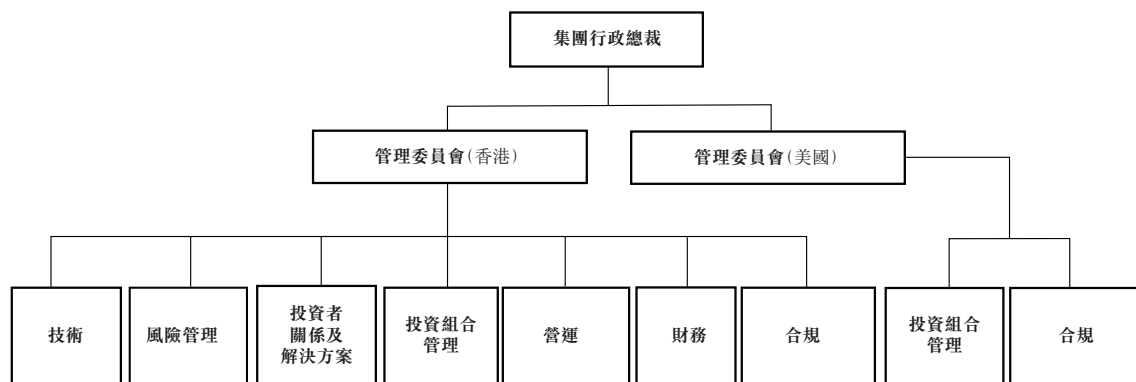 集團行政總裁
管理委員會(香港)
管理委員會(美國)
技術
風險管理
投資者
關係及
解決方案
投資組合
管理
營運
財務
合規
投資組合
管理
合規